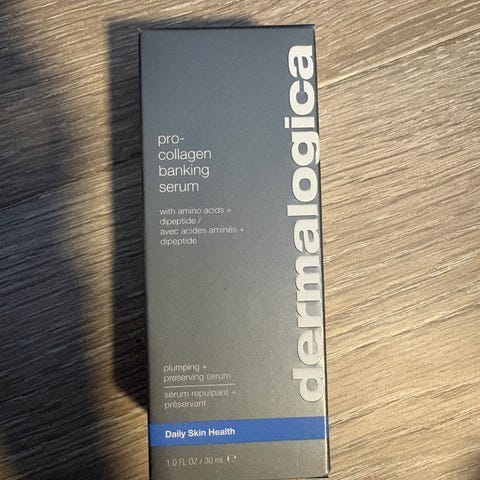 pro-
collagen
banking
serum
with amino acids +
dipeptide /
avec acides aminés +
dipeptide
dermalogica
plumping +
preserving serum
sérum repulpant +
préservant
Daily Skin Health
1.0 FL OZ / 30 mL ℮